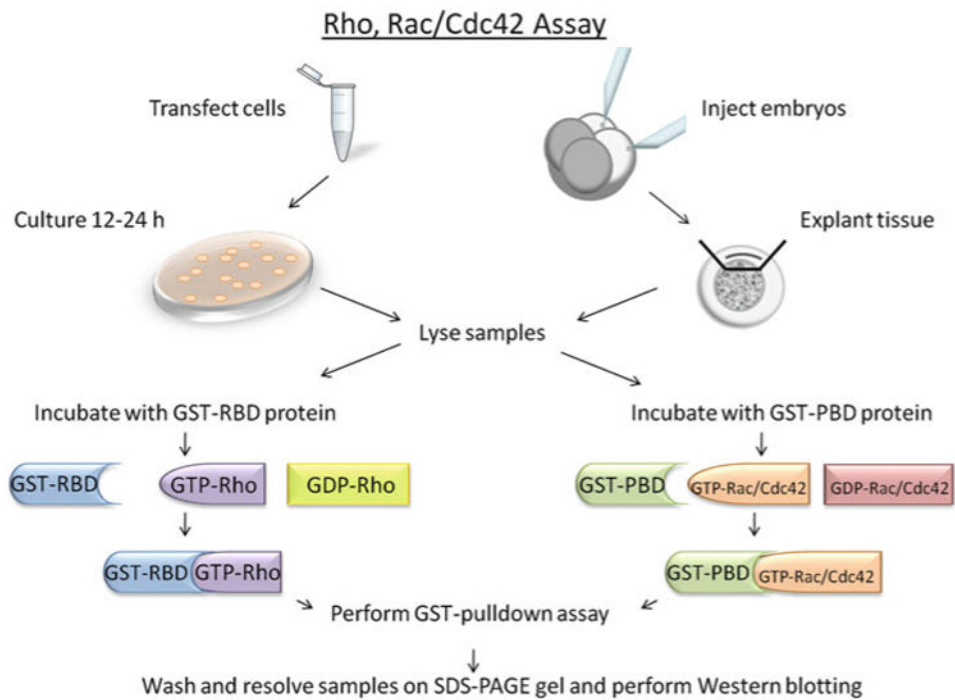 Rho, Rac/Cdc42 Assay
Transfect cells
Inject embryos
Culture 12-24 h
Explant tissue
Lyse samples
Incubate with GST-RBD protein
Incubate with GST-PBD protein
GST-RBD
GTP-Rho
GDP-Rho
GST-PBD
GTP-Rac/Cdc42
GDP-Rac/Cdc42
GST-RBD
GTP-Rho
GST-PBD
GTP-Rac/Cdc42
Perform GST-pulldown assay
Wash and resolve samples on SDS-PAGE gel and perform Western blotting